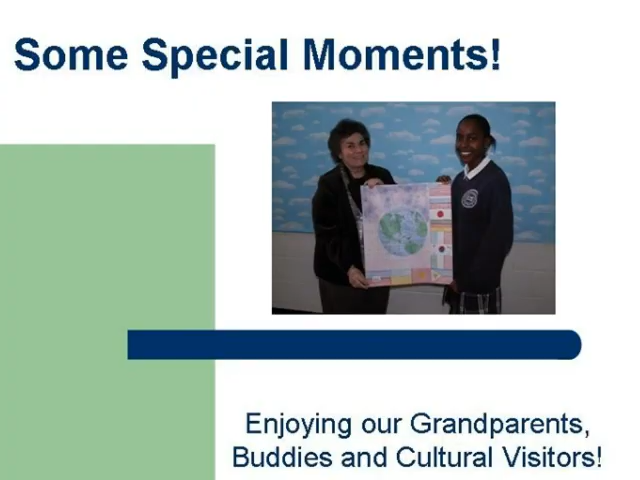 Some Special Moments!
Enjoying our Grandparents,
Buddies and Cultural Visitors!